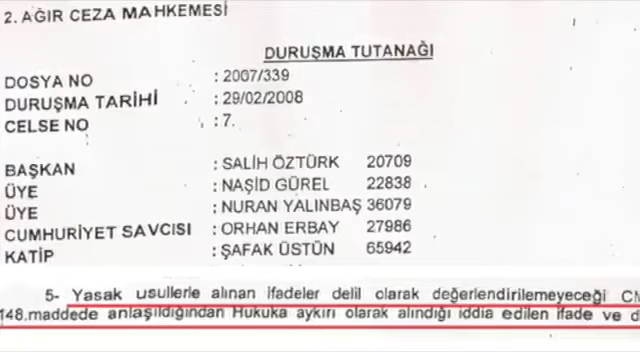 2. AĞIR CEZA MAHKEMESİ
DURUŞMA TUTANAĞI
DOSYA NO : 2007/339
DURUŞMA TARİHİ : 29/02/2008
CELSE NO : 7.
BAŞKAN : SALİH ÖZTÜRK 20709
ÜYE : NAŞİD GÜREL 22838
ÜYE : NURAN YALINBAŞ 36079
CUMHURİYET SAVCISI : ORHAN ERBAY 27986
KATİP : ŞAFAK ÜSTÜN 65942
5- Yasak usullerle alınan ifadeler delil olarak değerlendirilemeyeceği
148.maddede anlaşıldığından Hukuka aykırı olarak alındığı iddia edilen ifade ve